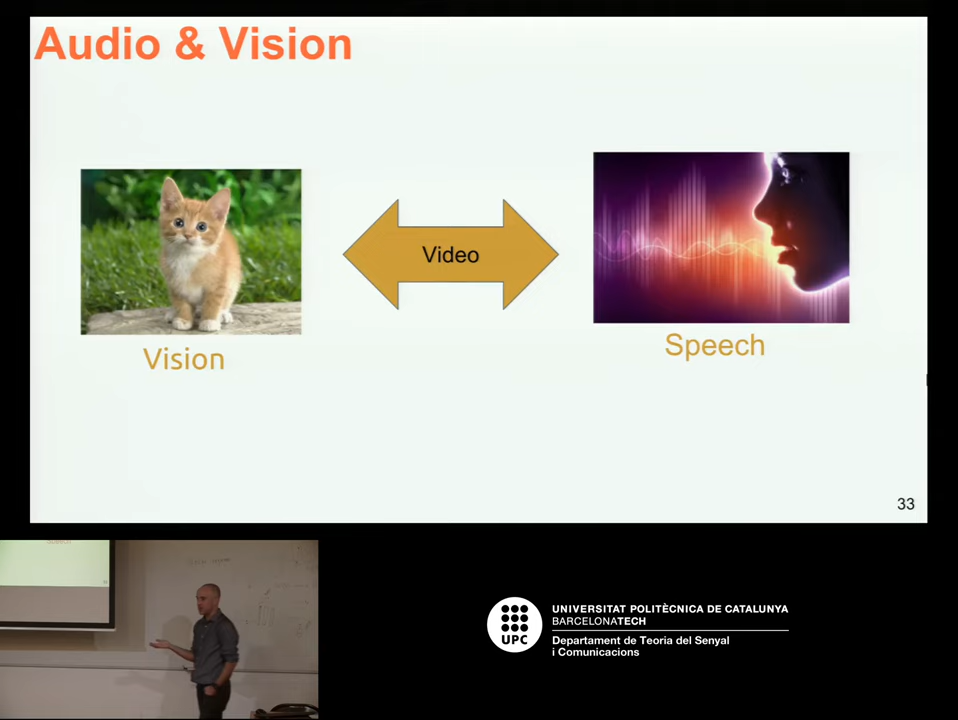 Audio & Vision
Video
Vision
Speech
33
UPC
UNIVERSITAT POLITÈCNICA DE CATALUNYA
BARCELONATECH
Departament de Teoria del Senyal
i Comunicacions